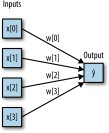 Inputs
x[0]
w[0]
Output
x[1]
w[1]
ŷ
x[2]
w[2]
x[3]
w[3]